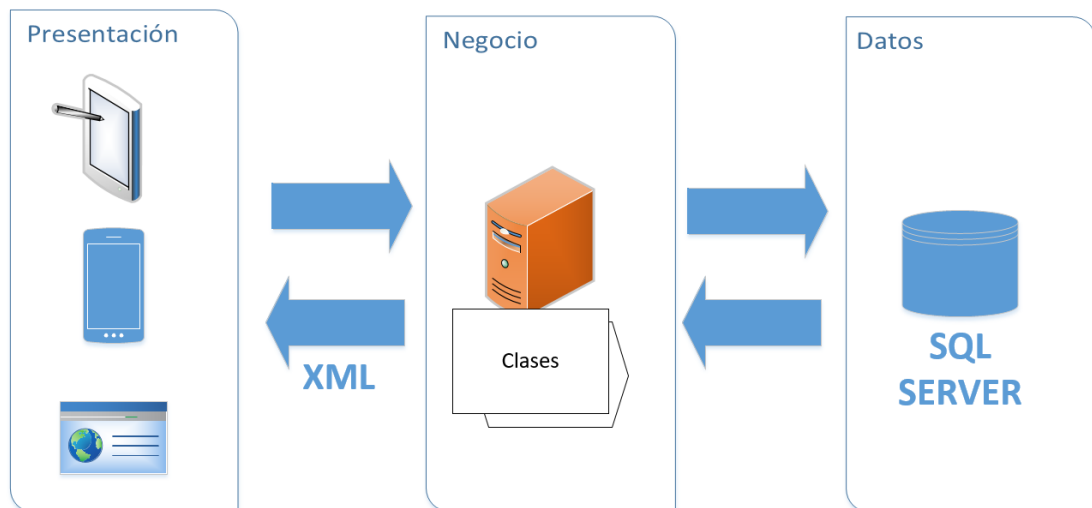 Presentación
Negocio
Datos
XML
Clases
SQL
SERVER